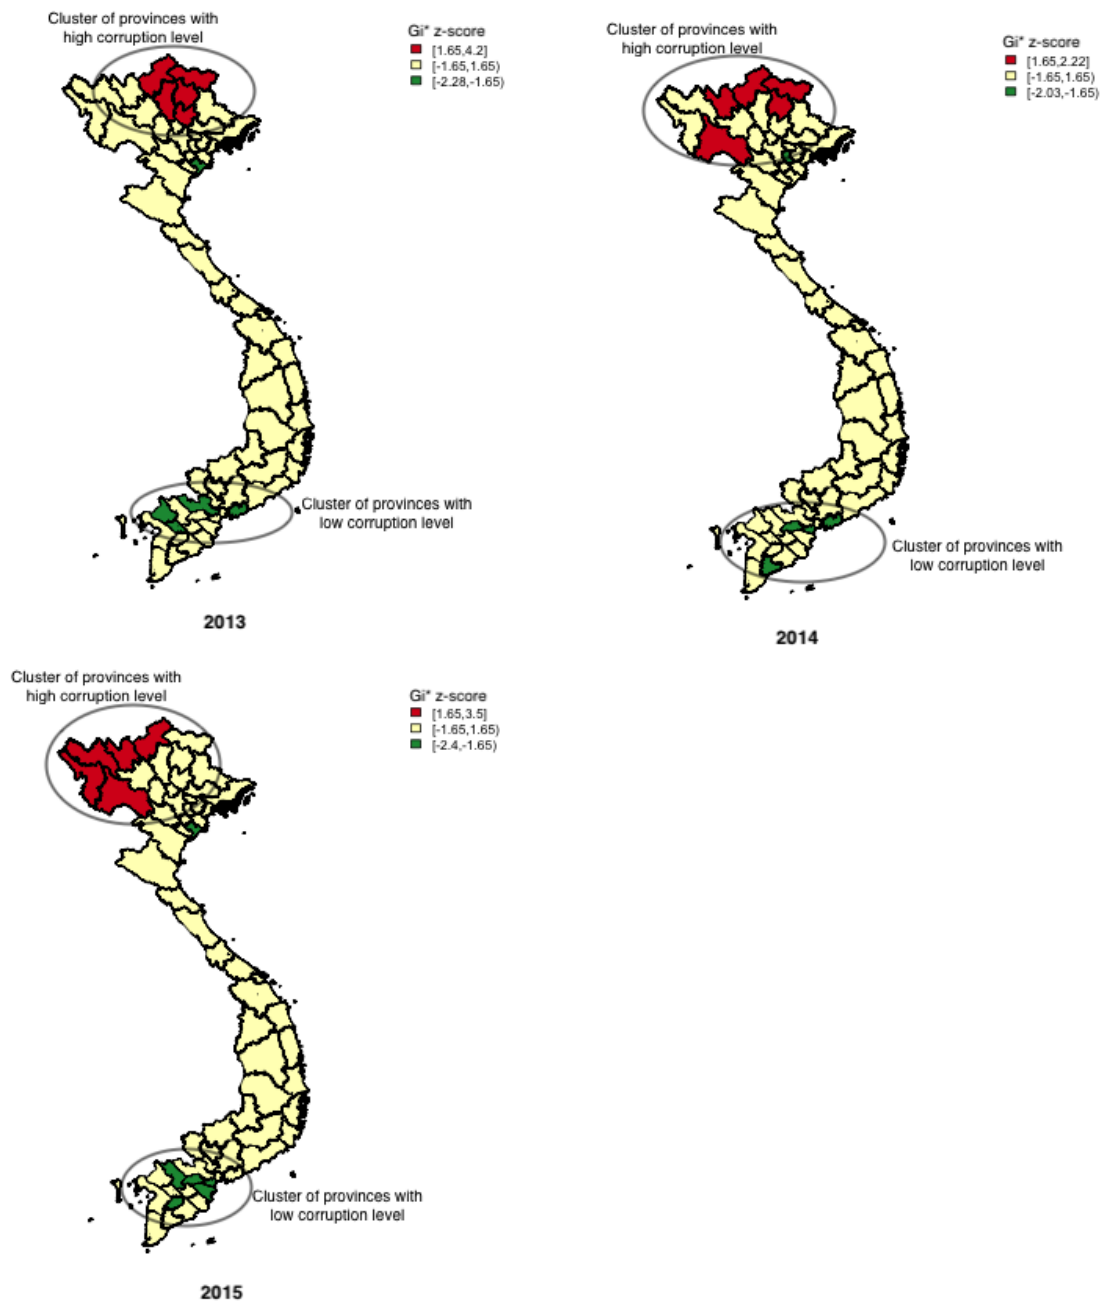 Cluster of provinces with
high corruption level
Gi* z-score
[1.65,4.2]
[-1.65,1.65)
[-2.28,-1.65)
Cluster of provinces with
low corruption level
2013
Cluster of provinces with
high corruption level
Gi* z-score
[1.65,2.22]
[-1.65,1.65)
[-2.03,-1.65)
Cluster of provinces with
low corruption level
2014
Cluster of provinces with
high corruption level
Gi* z-score
[1.65,3.5]
[-1.65,1.65)
[-2.4,-1.65)
Cluster of provinces with
low corruption level
2015